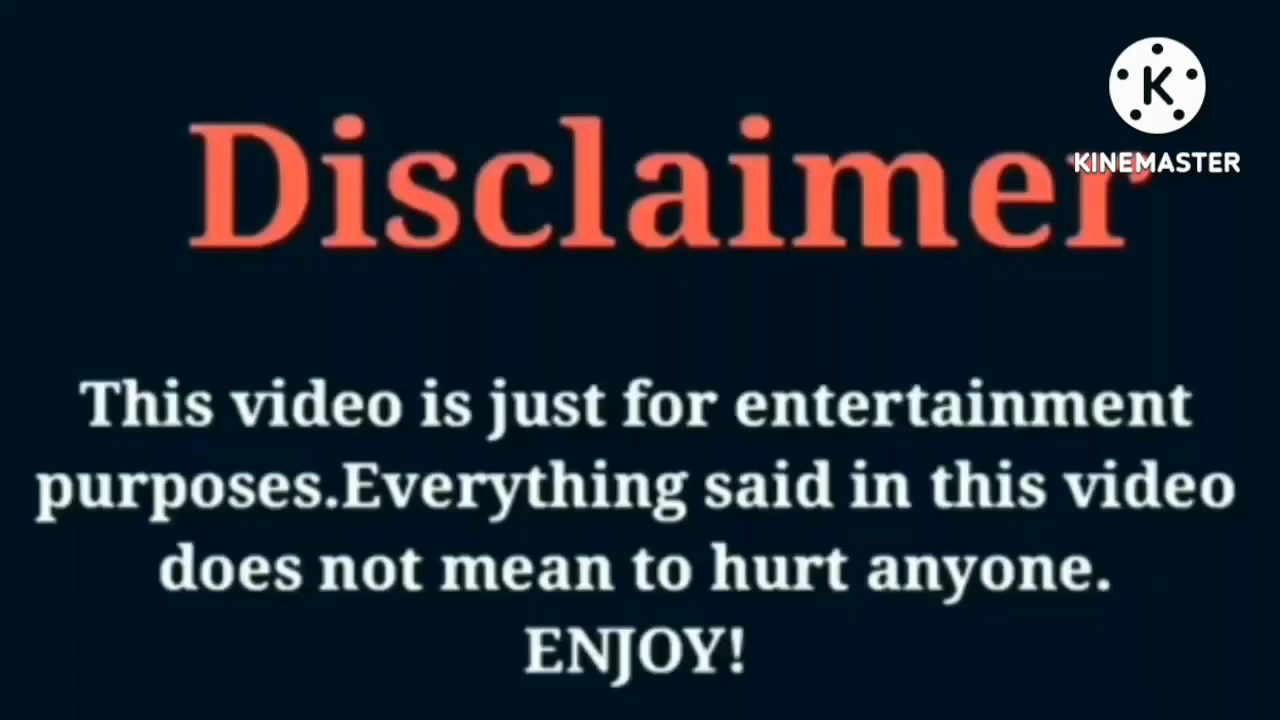 K
KINEMASTER
Disclaimer
This video is just for entertainment
purposes.Everything said in this video
does not mean to hurt anyone.
ENJOY!